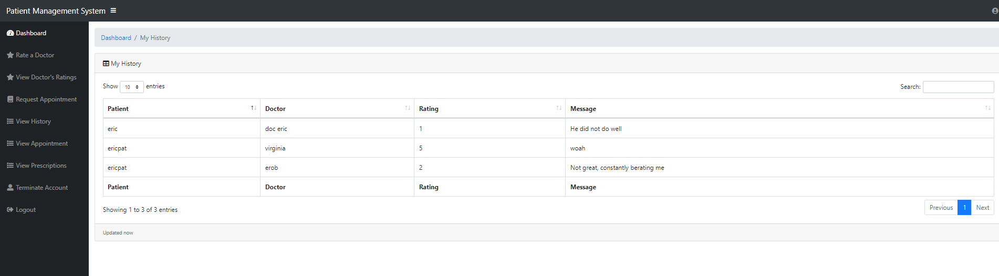 Patient Management System
Dashboard
Rate a Doctor
View Doctor's Ratings
Request Appointment
View History
View Appointment
View Prescriptions
Terminate Account
Logout
Dashboard / My History
My History
Show 10 entries
Search:
Patient Doctor Rating Message
eric doc eric 1 He did not do well
ericpat virginia 5 woah
ericpat erob 2 Not great, constantly berating me
Patient Doctor Rating Message
Showing 1 to 3 of 3 entries
Previous 1 Next
Updated now